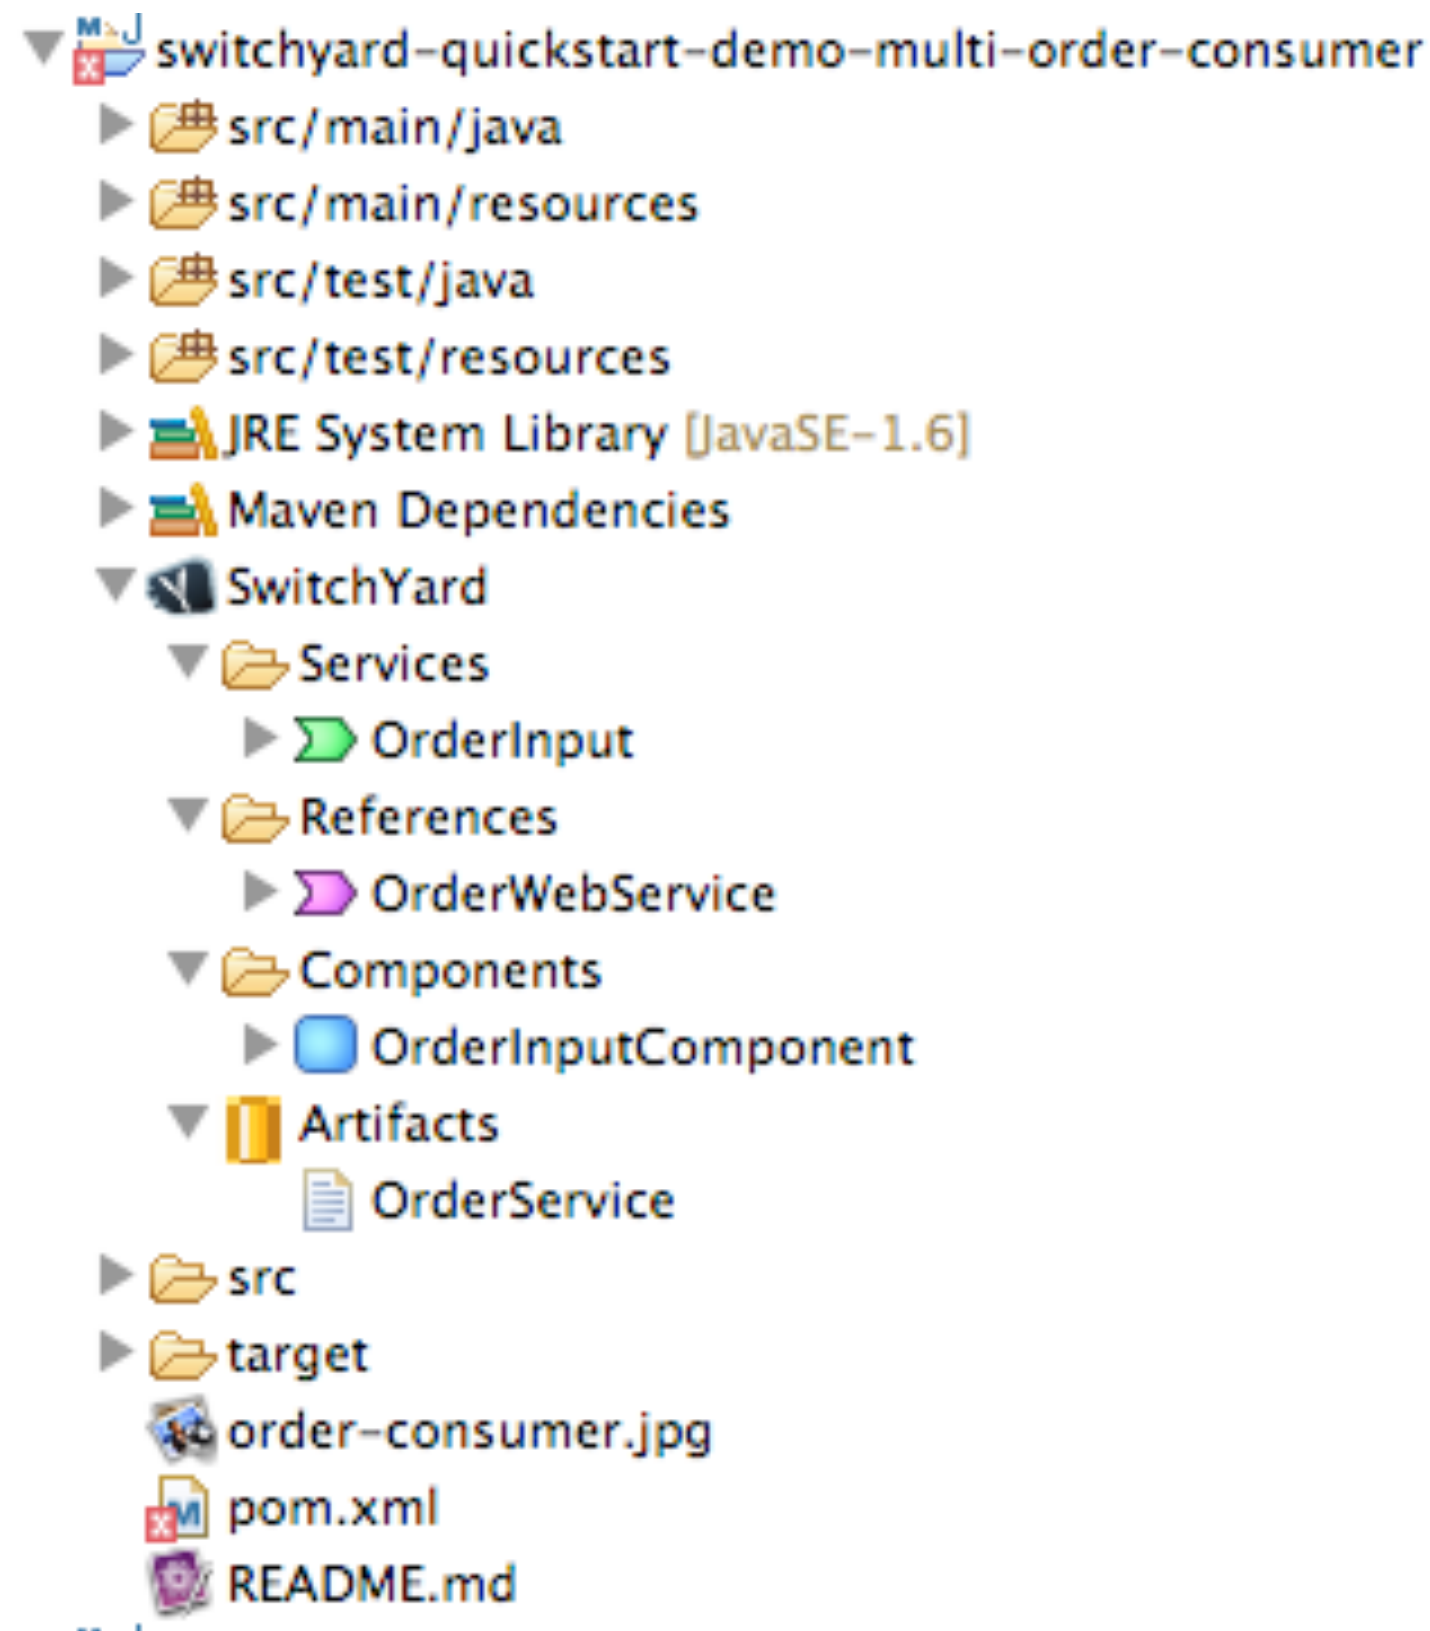 switchyard-quickstart-demo-multi-order-consumer
src/main/java
src/main/resources
src/test/java
src/test/resources
JRE System Library [JavaSE-1.6]
Maven Dependencies
SwitchYard
Services
OrderInput
References
OrderWebService
Components
OrderInputComponent
Artifacts
OrderService
src
target
order-consumer.jpg
pom.xml
README.md